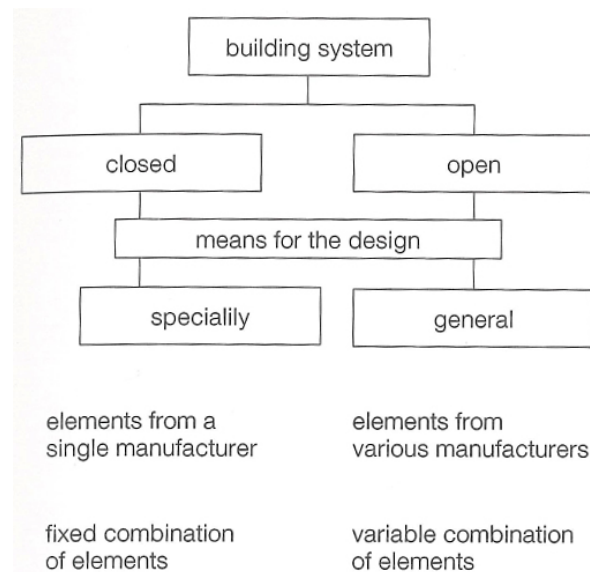 building system
closed
open
means for the design
specialily
general
elements from a
single manufacturer
elements from
various manufacturers
fixed combination
of elements
variable combination
of elements